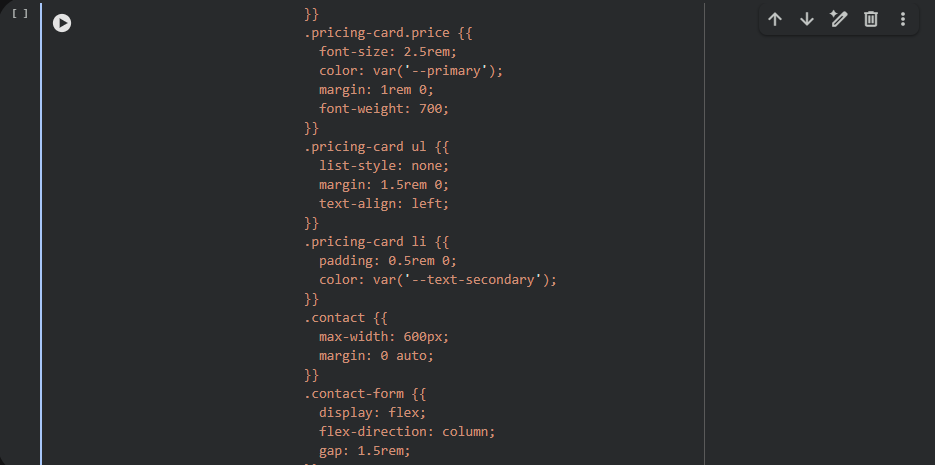 [ ]
}}
.pricing-card.price {{
font-size: 2.5rem;
color: var('--primary');
margin: 1rem 0;
font-weight: 700;
}}
.pricing-card ul {{
list-style: none;
margin: 1.5rem 0;
text-align: left;
}}
.pricing-card li {{
padding: 0.5rem 0;
color: var('--text-secondary');
}}
.contact {{
max-width: 600px;
margin: 0 auto;
}}
.contact-form {{
display: flex;
flex-direction: column;
gap: 1.5rem;